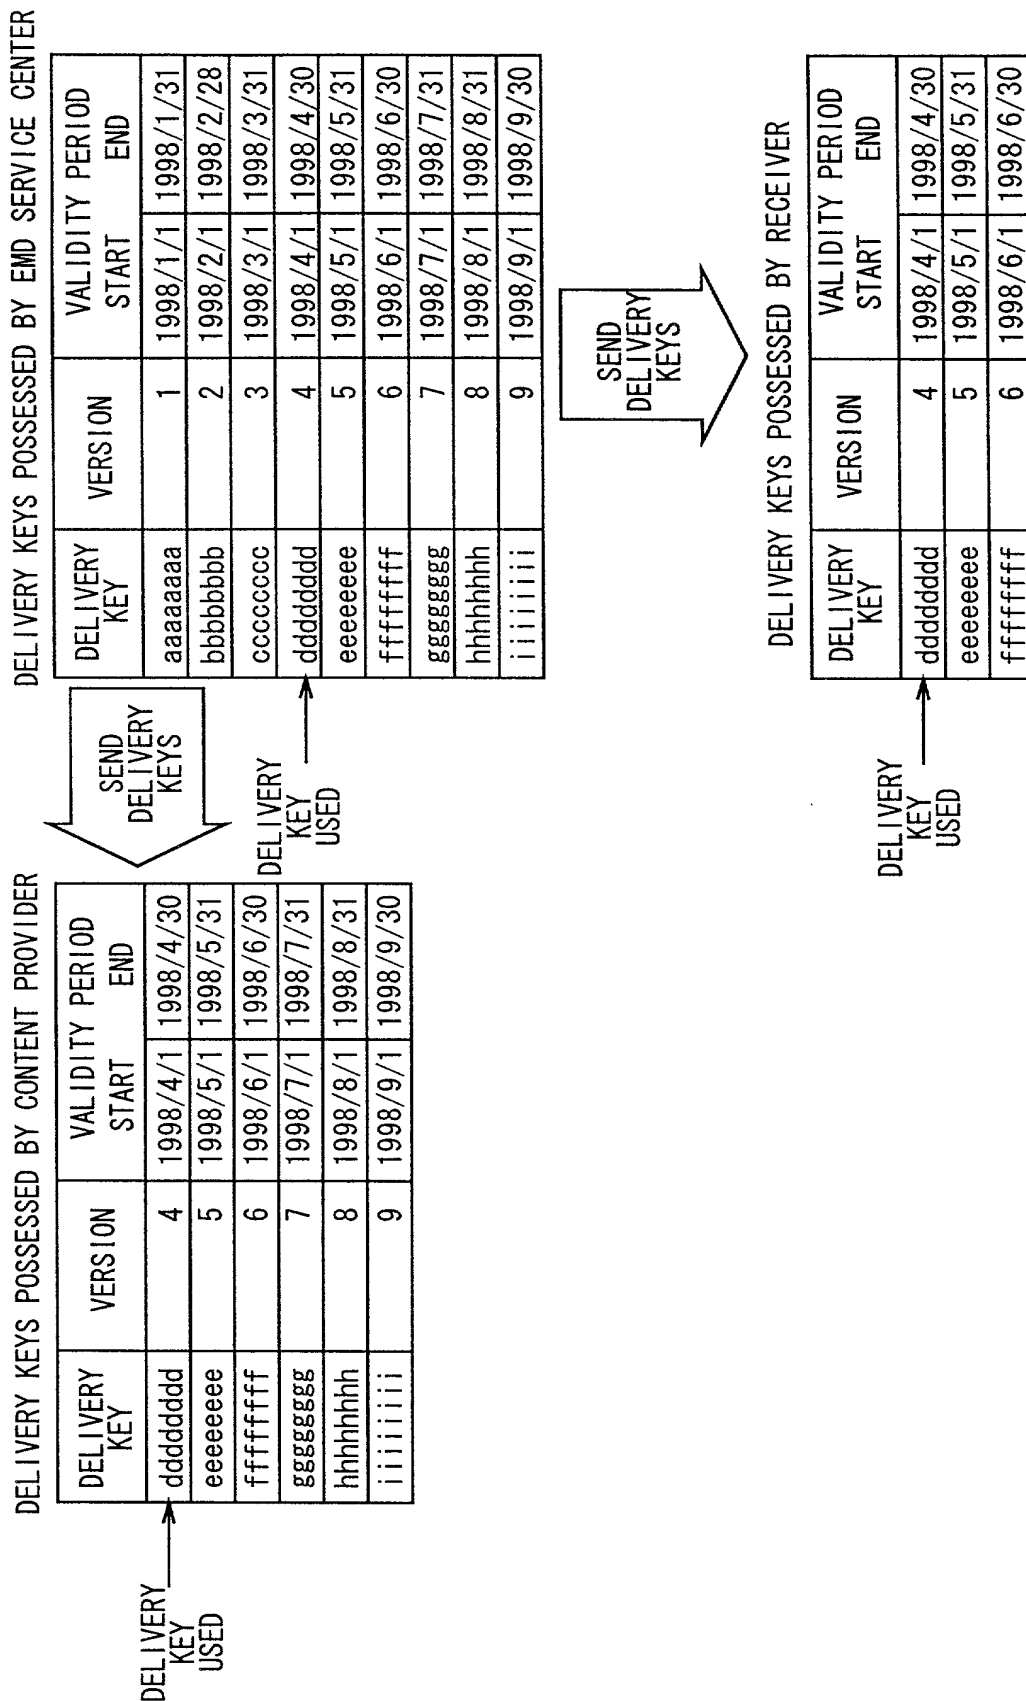 DELIVERY KEYS POSSESSED BY CONTENT PROVIDER
DELIVERY KEY VERSION VALIDITY PERIOD
START END
dddddddd 4 1998/4/1 1998/4/30
eeeeeeee 5 1998/5/1 1998/5/31
ffffffff 6 1998/6/1 1998/6/30
gggggggg 7 1998/7/1 1998/7/31
hhhhhhhh 8 1998/8/1 1998/8/31
iiiiiiii 9 1998/9/1 1998/9/30
DELIVERY
KEY
USED
SEND
DELIVERY
KEYS
DELIVERY KEYS POSSESSED BY EMD SERVICE CENTER
DELIVERY KEY VERSION VALIDITY PERIOD
START END
aaaaaaaa 1 1998/1/1 1998/1/31
bbbbbbbb 2 1998/2/1 1998/2/28
cccccccc 3 1998/3/1 1998/3/31
dddddddd 4 1998/4/1 1998/4/30
eeeeeeee 5 1998/5/1 1998/5/31
ffffffff 6 1998/6/1 1998/6/30
gggggggg 7 1998/7/1 1998/7/31
hhhhhhhh 8 1998/8/1 1998/8/31
iiiiiiii 9 1998/9/1 1998/9/30
DELIVERY
KEY
USED
SEND
DELIVERY
KEYS
DELIVERY KEYS POSSESSED BY RECEIVER
DELIVERY KEY VERSION VALIDITY PERIOD
START END
dddddddd 4 1998/4/1 1998/4/30
eeeeeeee 5 1998/5/1 1998/5/31
ffffffff 6 1998/6/1 1998/6/30
DELIVERY
KEY
USED